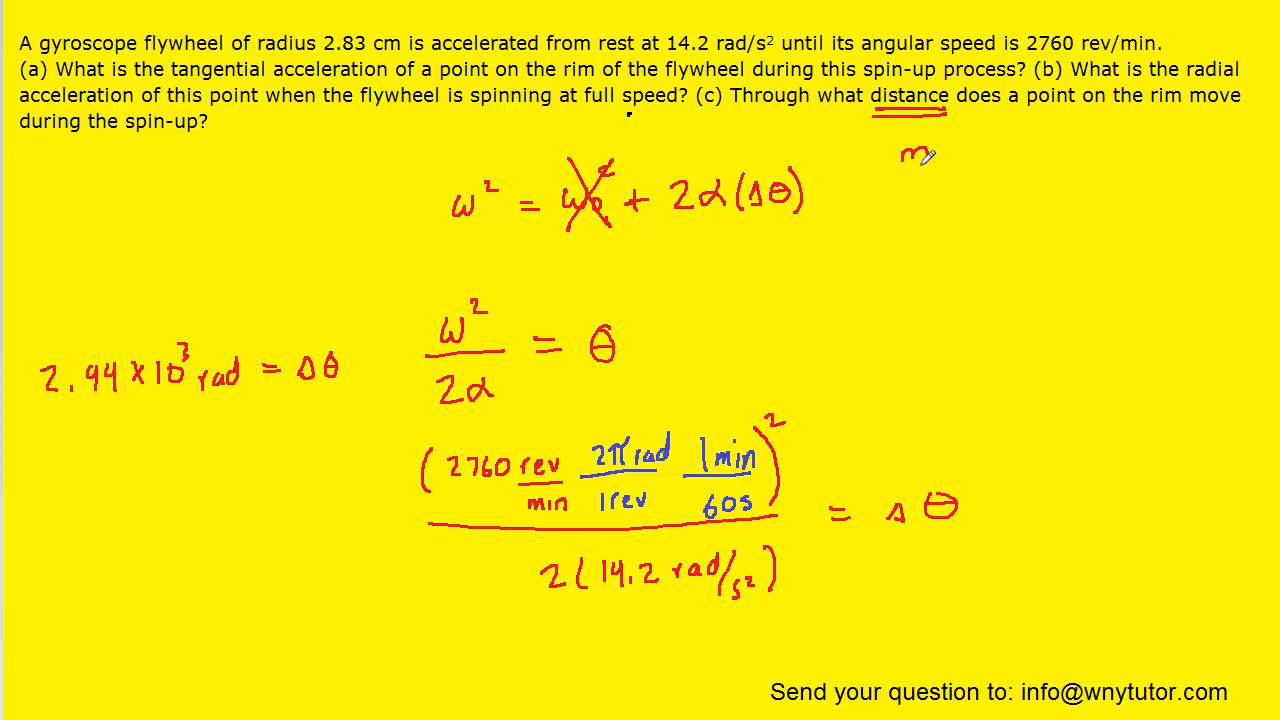 A gyroscope flywheel of radius 2.83 cm is accelerated from rest at 14.2 rad/s² until its angular speed is 2760 rev/min.
(a) What is the tangential acceleration of a point on the rim of the flywheel during this spin-up process? (b) What is the radial
acceleration of this point when the flywheel is spinning at full speed? (c) Through what distance does a point on the rim move
during the spin-up?
m
ω² = ω₀² + 2α(Δθ)
ω²/2α = θ
2.94 × 10³ rad = Δθ
(2760 rev/min 2π rad/1 rev 1 min/60s)² / 2(14.2 rad/s²) = Δθ
Send your question to: info@wnytutor.com